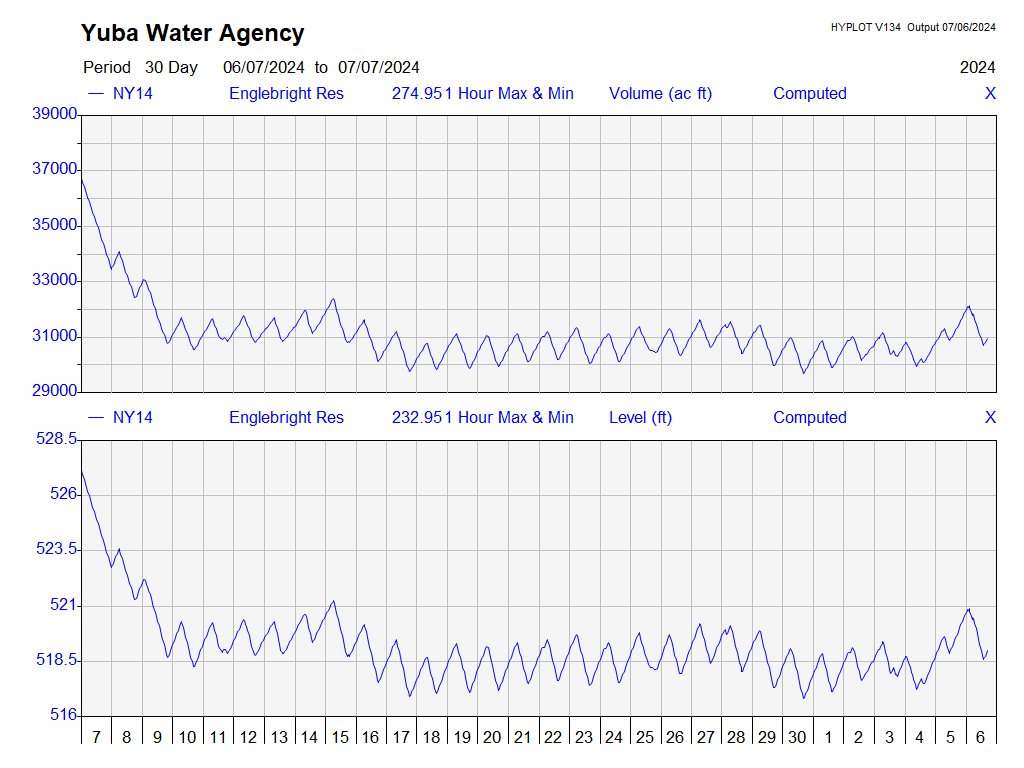 Yuba Water Agency
HYPLOT V134 Output 07/06/2024
Period 30 Day 06/07/2024 to 07/07/2024 2024
NY14 Englebright Res 274.951 Hour Max & Min Volume (ac ft) Computed X
39000
37000
35000
33000
31000
29000
NY14 Englebright Res 232.951 Hour Max & Min Level (ft) Computed X
528.5
526
523.5
521
518.5
516
7 8 9 10 11 12 13 14 15 16 17 18 19 20 21 22 23 24 25 26 27 28 29 30 1 2 3 4 5 6